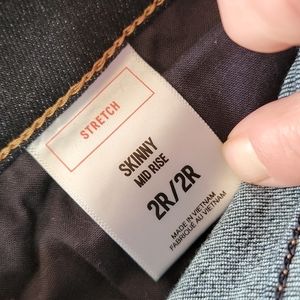 STRETCH
SKINNY
MID RISE
2R/2R
MADE IN VIETNAM
FABRIQUÉ AU VIETNAM